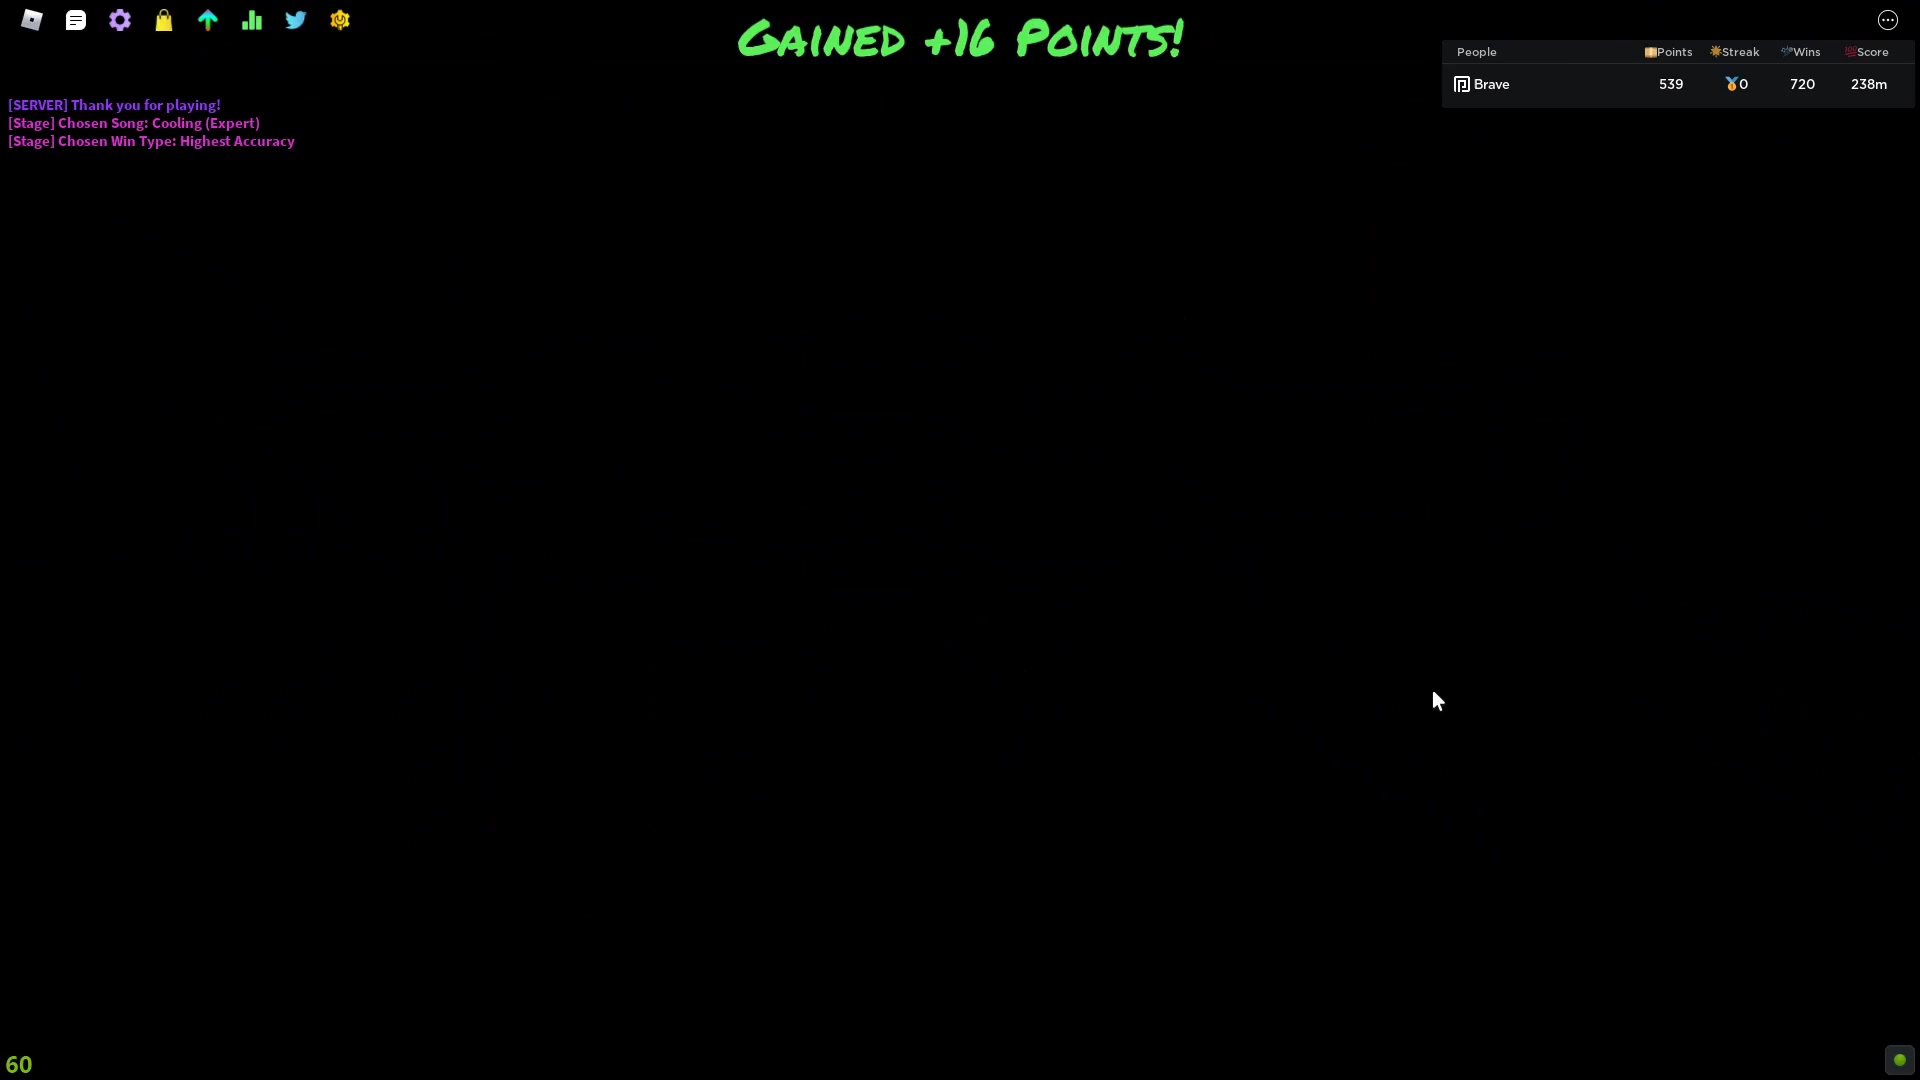 Gained +16 Points!
People Points Streak Wins Score
Brave 539 0 720 238m
[SERVER] Thank you for playing!
[Stage] Chosen Song: Cooling (Expert)
[Stage] Chosen Win Type: Highest Accuracy
60